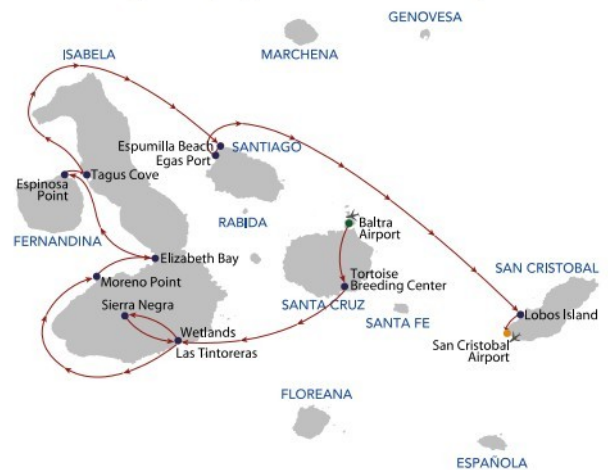 GENOVESA
MARCHENA
ISABELA
Espumilla Beach
Egas Port
SANTIAGO
Tagus Cove
Espinosa
Point
RABIDA
Baltra
Airport
FERNANDINA
Elizabeth Bay
Moreno Point
SAN CRISTOBAL
Tortoise
Breeding Center
Sierra Negra
SANTA CRUZ
SANTA FE
Lobos Island
Wetlands
Las Tintoreras
San Cristobal
Airport
FLOREANA
ESPAÑOLA